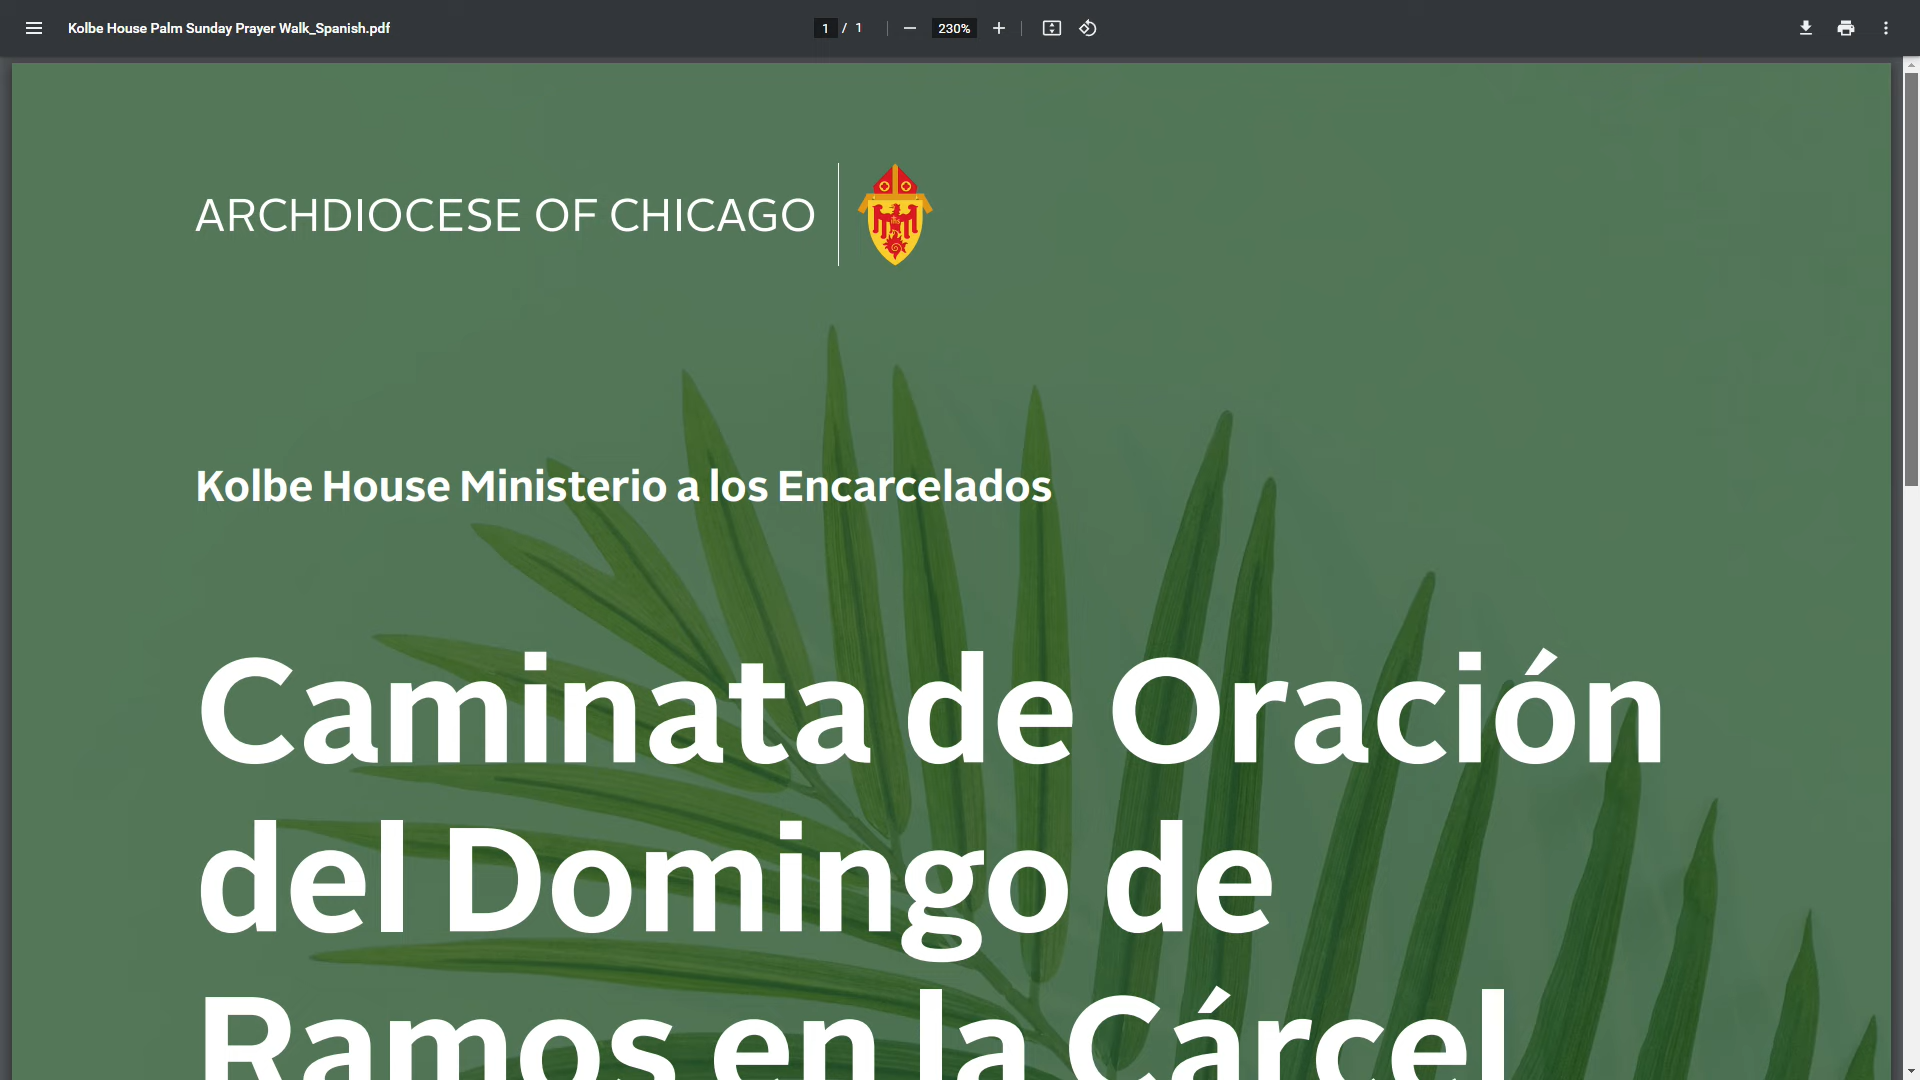 Kolbe House Palm Sunday Prayer Walk_Spanish.pdf
1 / 1
230%
ARCHDIOCESE OF CHICAGO
Kolbe House Ministerio a los Encarcelados
Caminata de Oración
del Domingo de
Ramos en la Cárcel